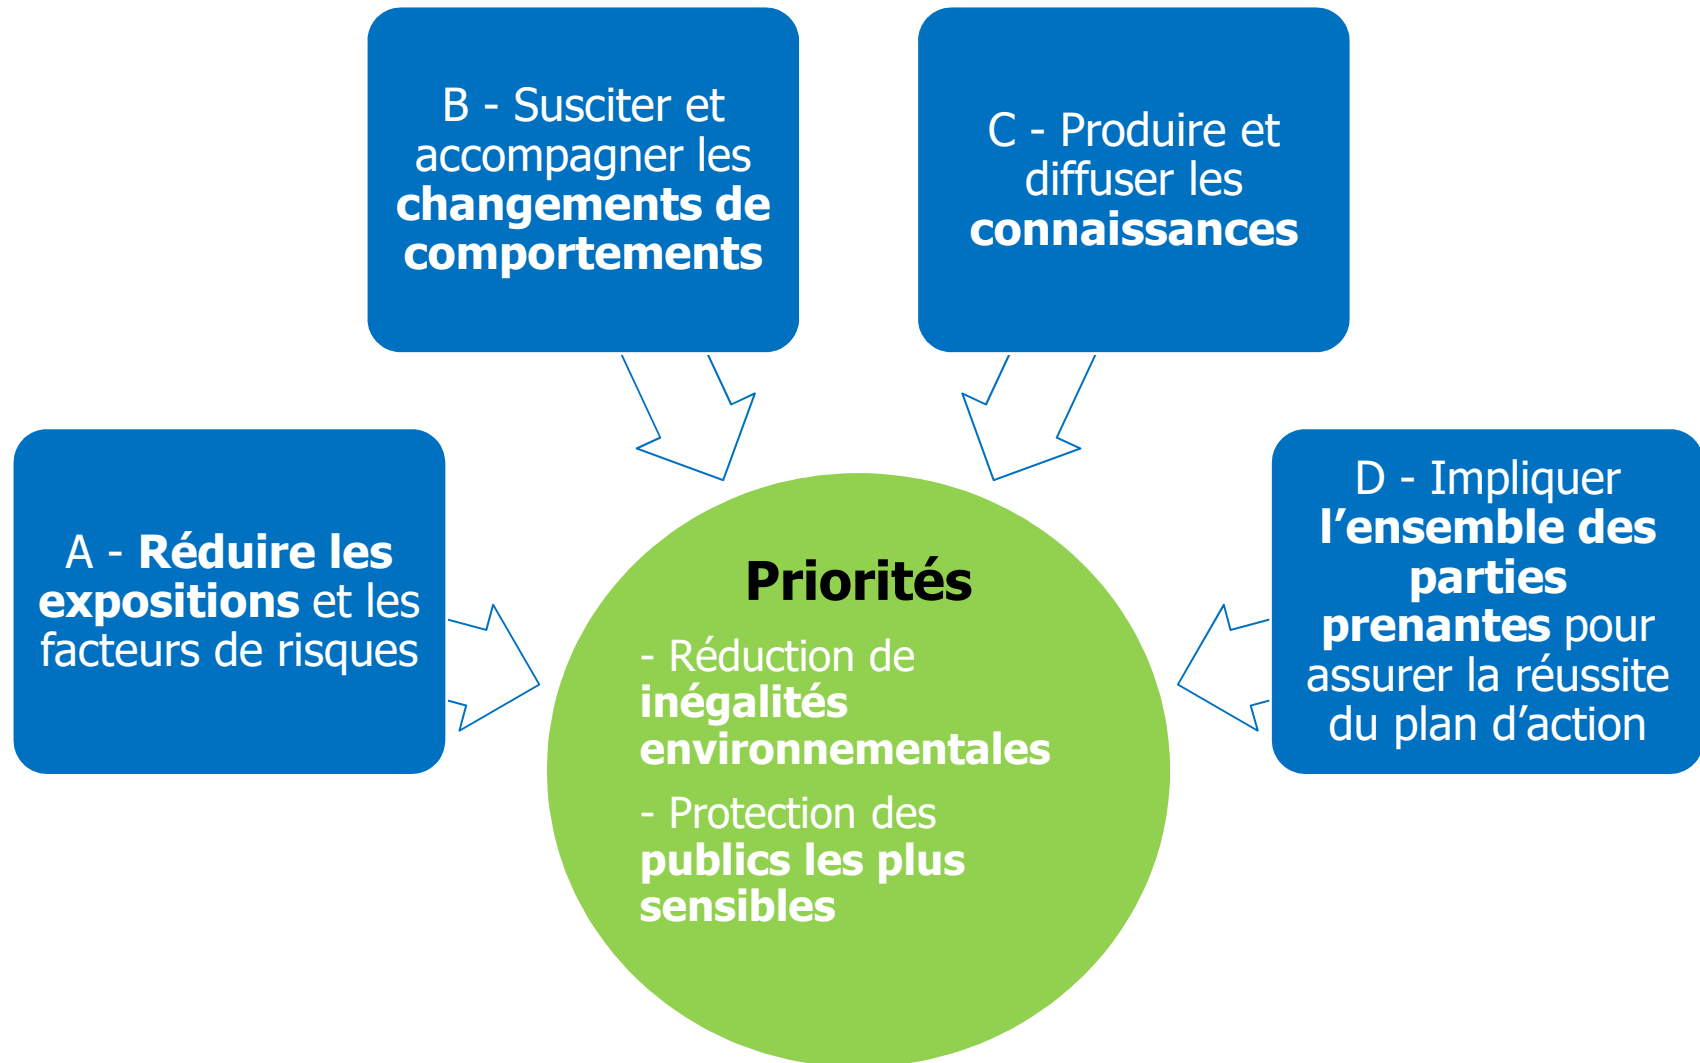 B - Susciter et
accompagner les
changements de
comportements
C - Produire et
diffuser les
connaissances
A - Réduire les
expositions et les
facteurs de risques
D - Impliquer
l’ensemble des
parties
prenantes pour
assurer la réussite
du plan d’action
Priorités
- Réduction de
inégalités
environnementales
- Protection des
publics les plus
sensibles